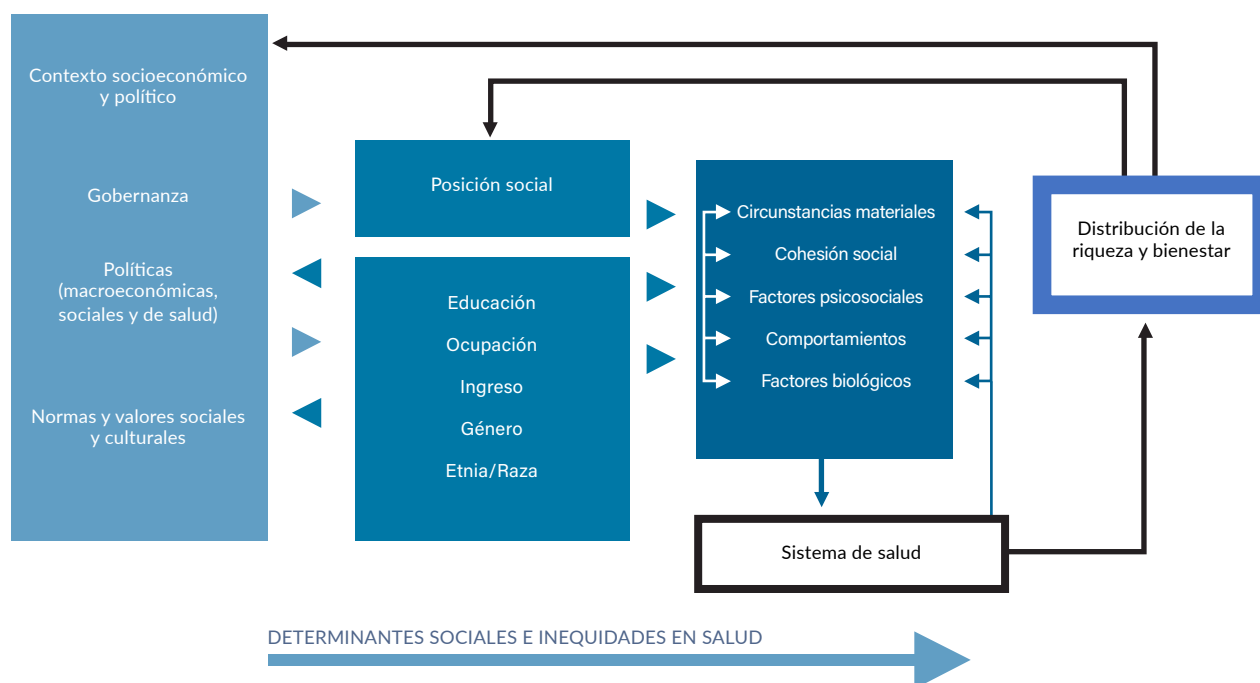 Contexto socioeconómico
y político
Gobernanza
Políticas
(macroeconómicas,
sociales y de salud)
Normas y valores sociales
y culturales
Posición social
Educación
Ocupación
Ingreso
Género
Etnia/Raza
Circunstancias materiales
Cohesión social
Factores psicosociales
Comportamientos
Factores biológicos
Sistema de salud
Distribución de la
riqueza y bienestar
DETERMINANTES SOCIALES E INEQUIDADES EN SALUD